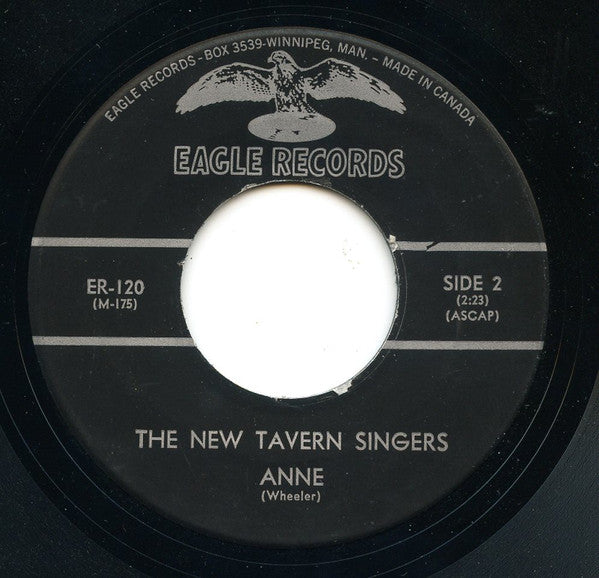 EAGLE RECORDS - BOX 3539-WINNIPEG, MAN. - MADE IN CANADA
EAGLE RECORDS
ER-120
(M-175)
SIDE 2
(2:23)
(ASCAP)
THE NEW TAVERN SINGERS
ANNE
(Wheeler)